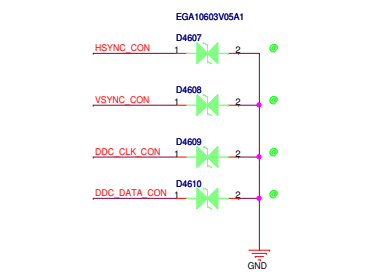 EGA10603V05A1
D4607
HSYNC_CON 1 2 @
D4608
VSYNC_CON 1 2 @
D4609
DDC_CLK_CON 1 2 @
D4610
DDC_DATA_CON 1 2 @
GND